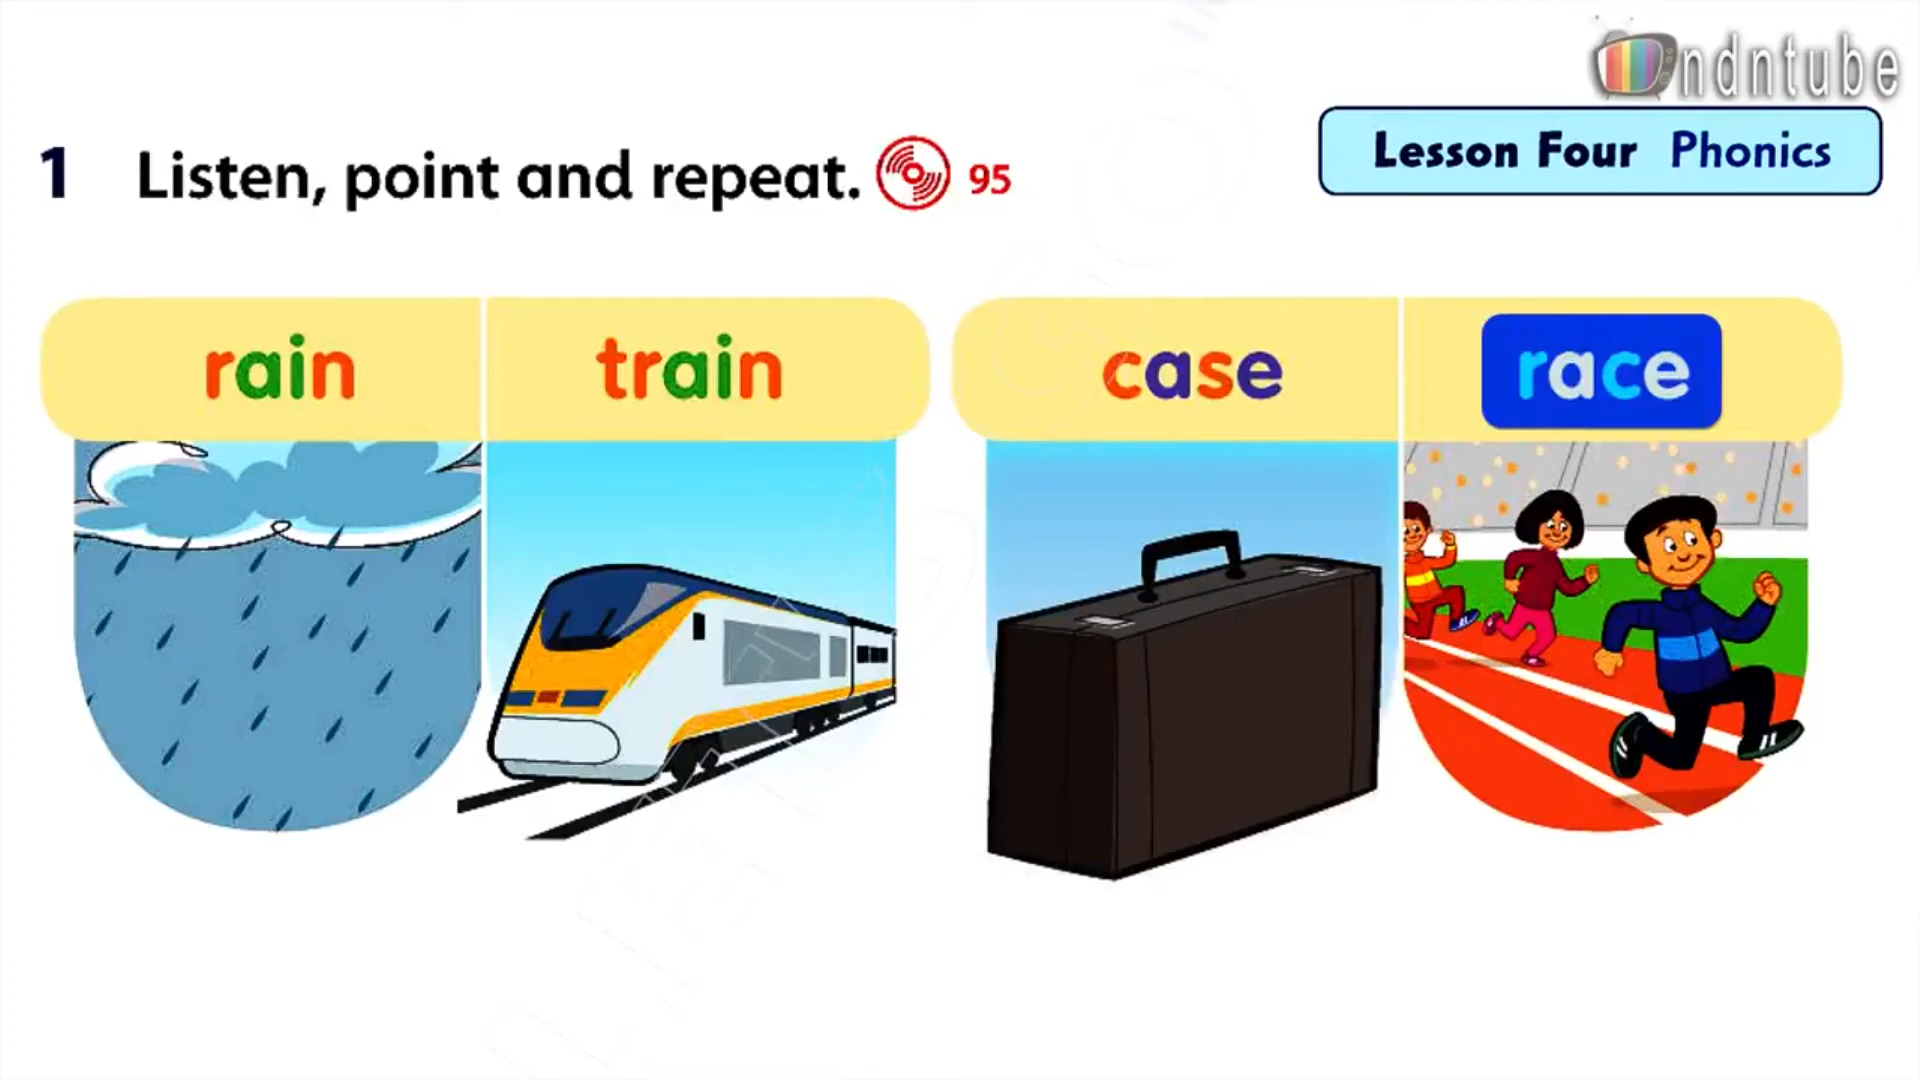 ndntube
Lesson Four Phonics
1 Listen, point and repeat. 95
rain train case race